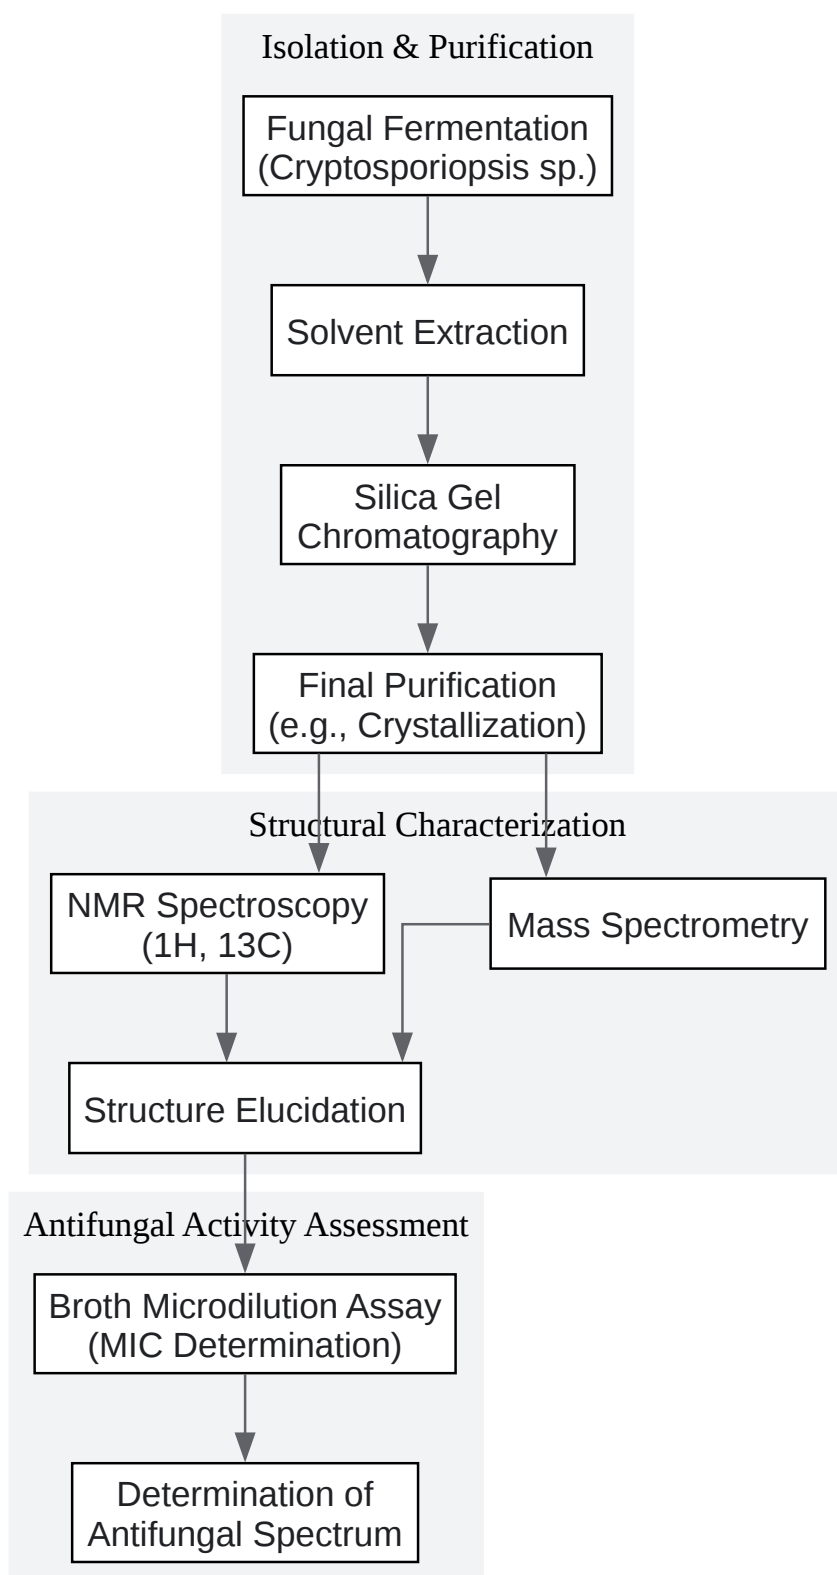 Isolation & Purification
Fungal Fermentation
(Cryptosporiopsis sp.)
Solvent Extraction
Silica Gel
Chromatography
Final Purification
(e.g., Crystallization)
Structural Characterization
NMR Spectroscopy
(1H, 13C)
Mass Spectrometry
Structure Elucidation
Antifungal Activity Assessment
Broth Microdilution Assay
(MIC Determination)
Determination of
Antifungal Spectrum